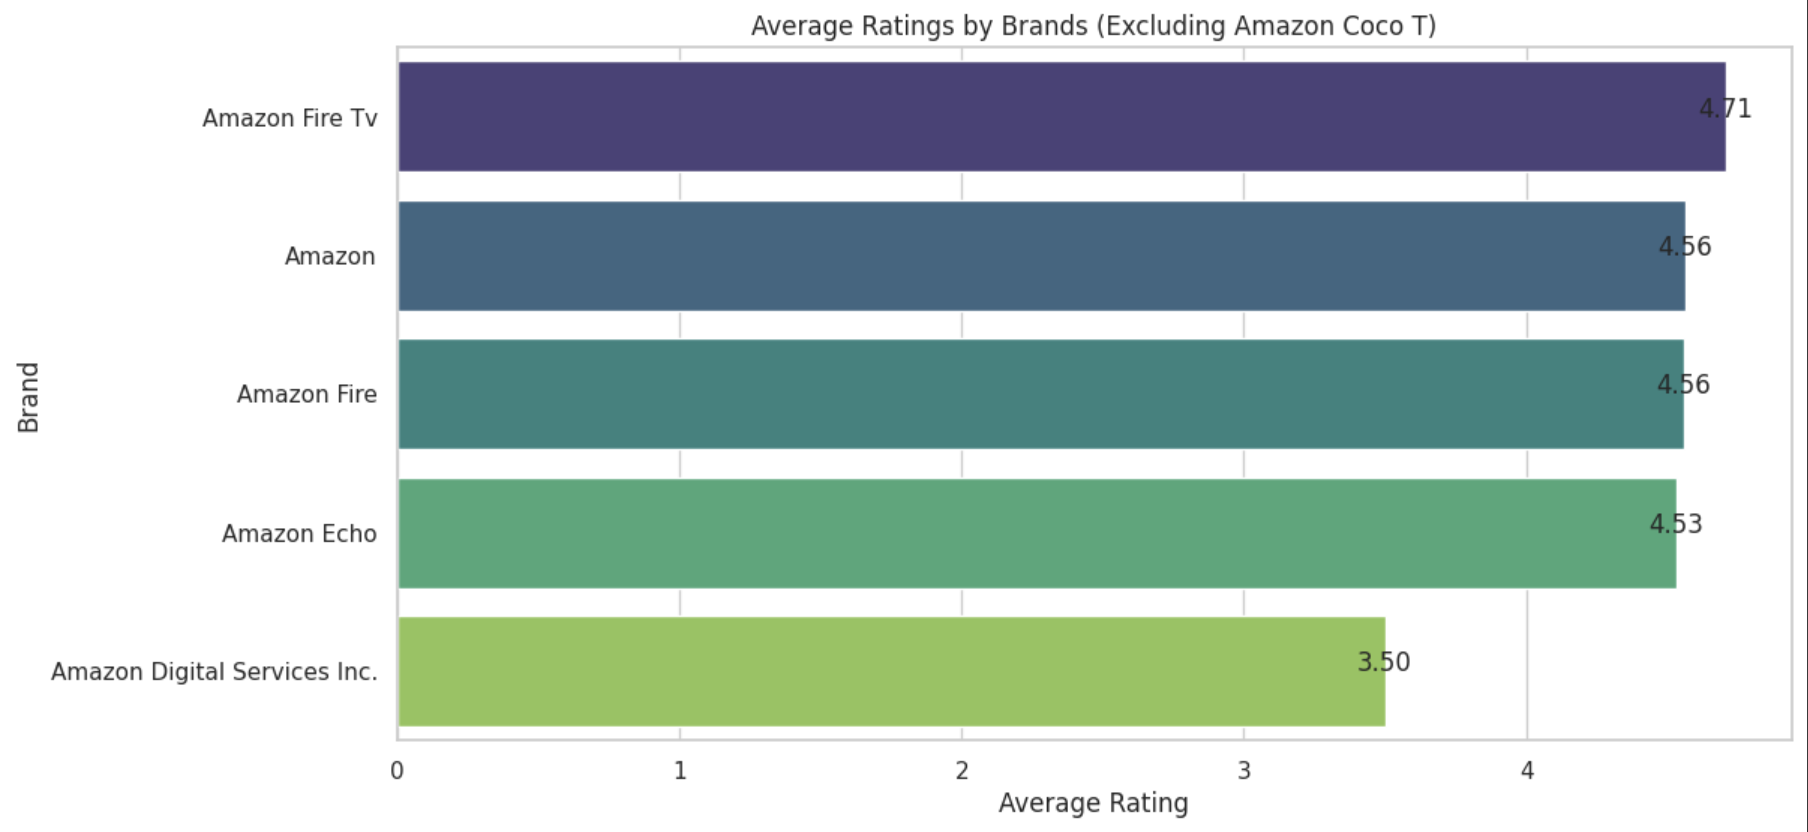 Average Ratings by Brands (Excluding Amazon Coco T)
Amazon Fire Tv
4.71
Amazon
4.56
Amazon Fire
4.56
Amazon Echo
4.53
Amazon Digital Services Inc.
3.50
Brand
0 1 2 3 4
Average Rating